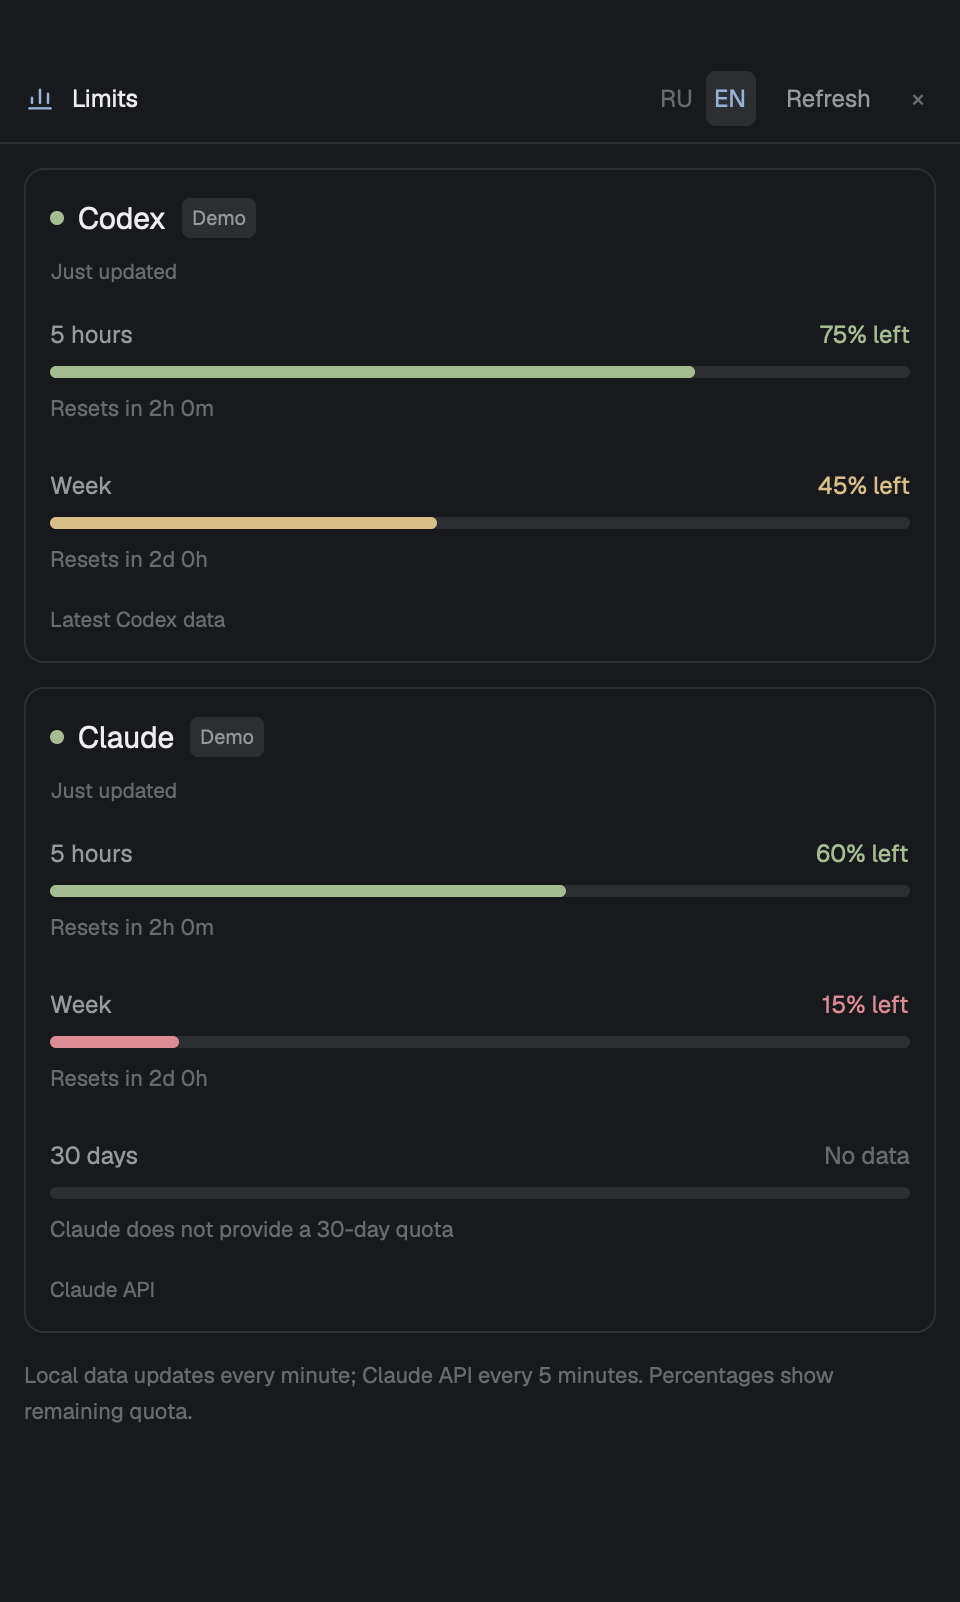 Limits
RU EN Refresh ×
Codex Demo
Just updated
5 hours 75% left
Resets in 2h 0m
Week 45% left
Resets in 2d 0h
Latest Codex data
Claude Demo
Just updated
5 hours 60% left
Resets in 2h 0m
Week 15% left
Resets in 2d 0h
30 days No data
Claude does not provide a 30-day quota
Claude API
Local data updates every minute; Claude API every 5 minutes. Percentages show
remaining quota.